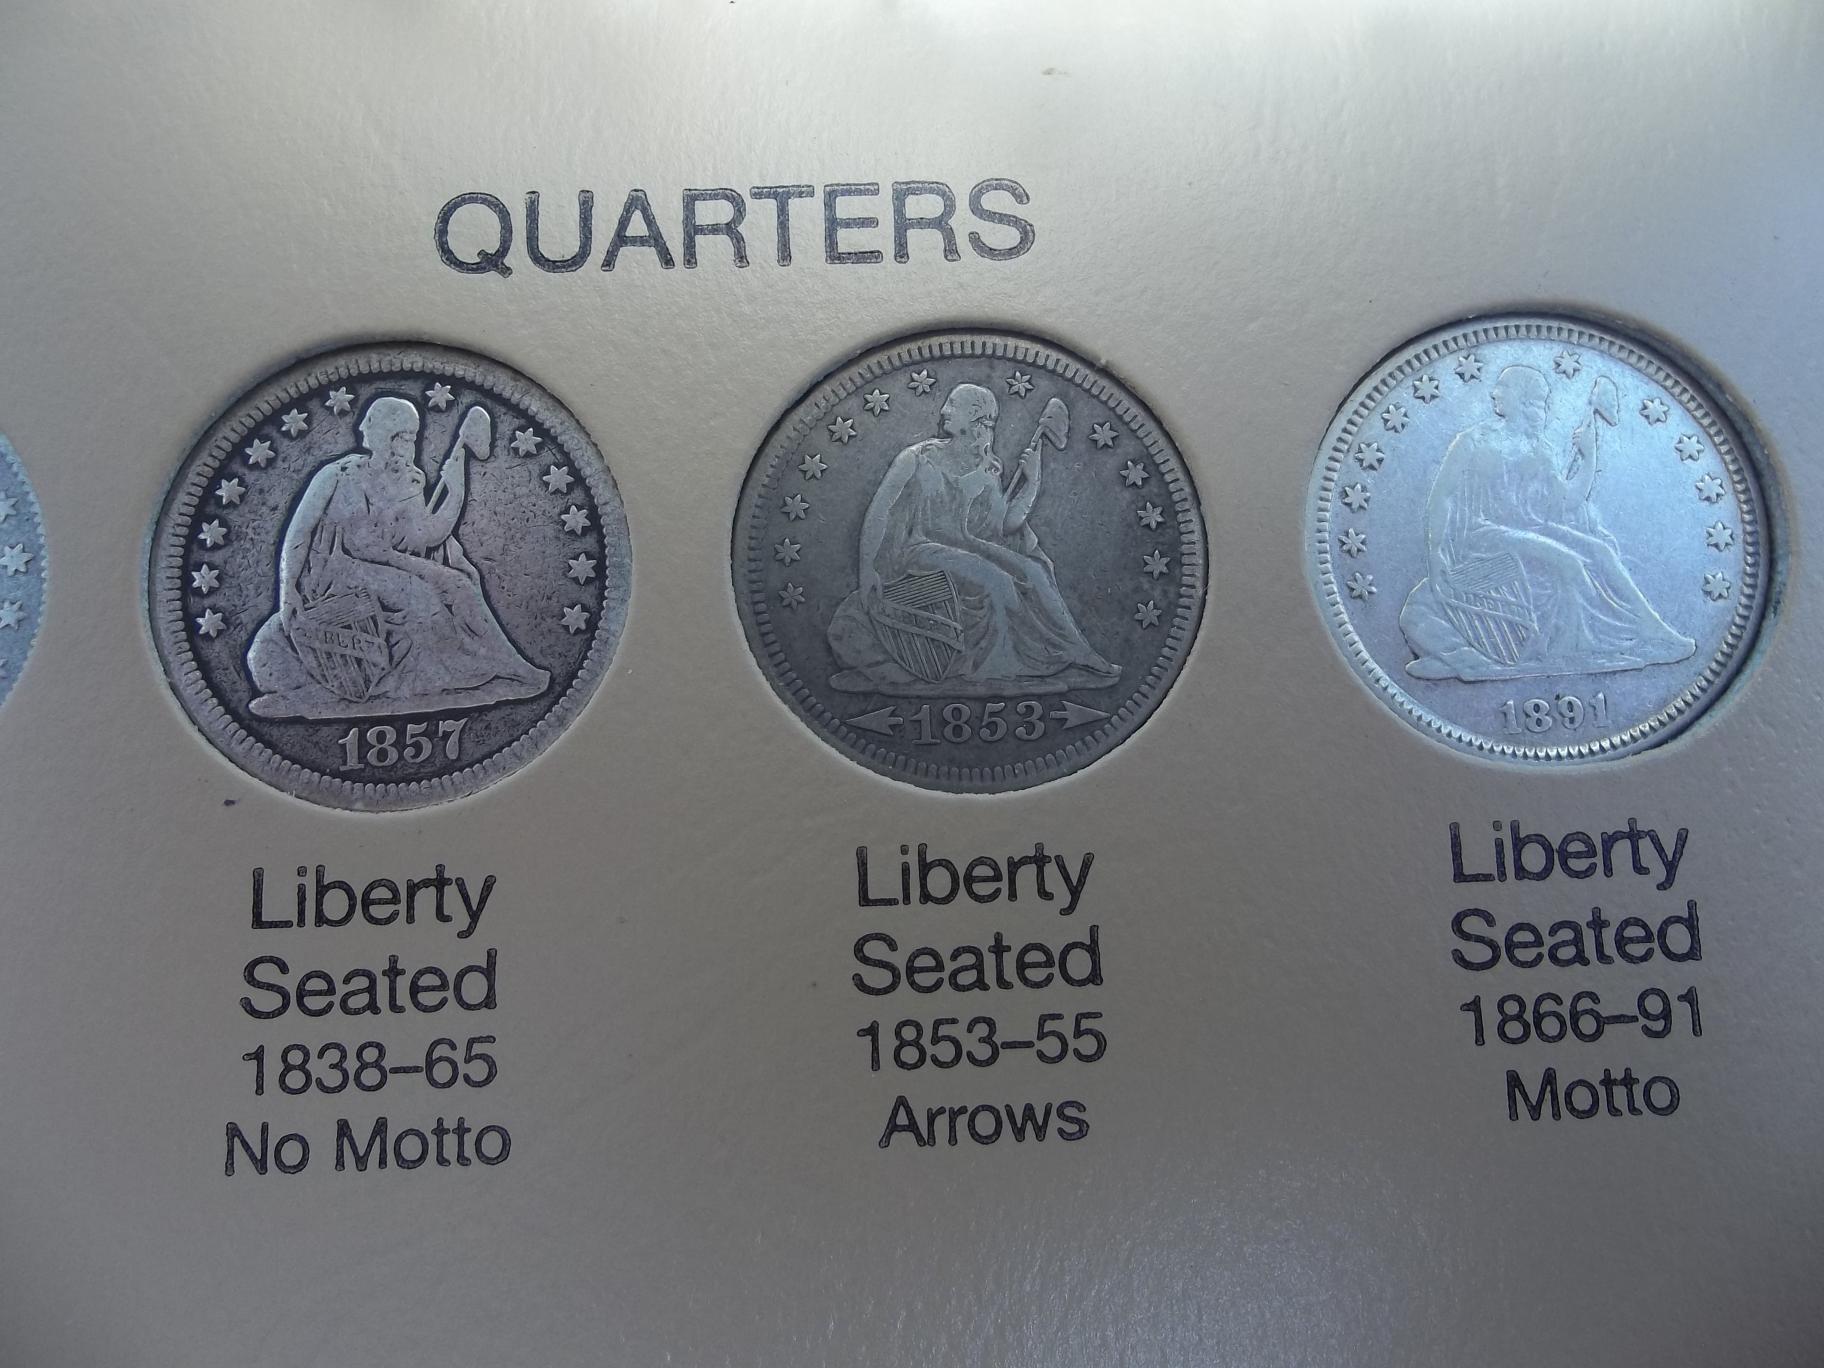 QUARTERS
1857
1853
1891
Liberty
Seated
1838–65
No Motto
Liberty
Seated
1853–55
Arrows
Liberty
Seated
1866–91
Motto